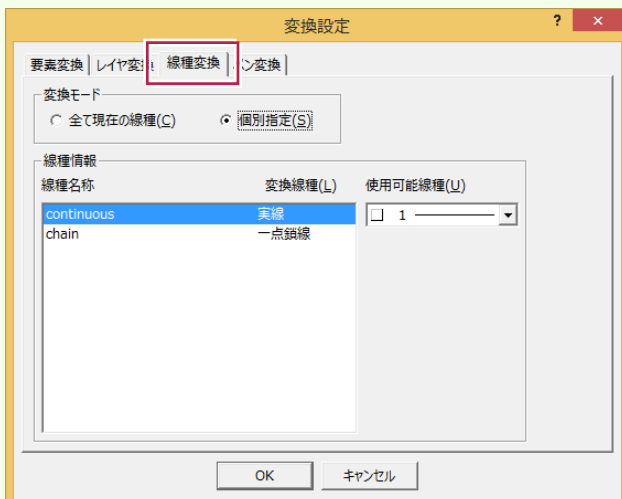 変換設定
?
×
要素変換 レイヤ変 線種変換 ン変換
変換モード
全て現在の線種(C) 個別指定(S)
線種情報
線種名称 変換線種(L) 使用可能線種(U)
continuous 実線 1
chain 一点鎖線
OK キャンセル